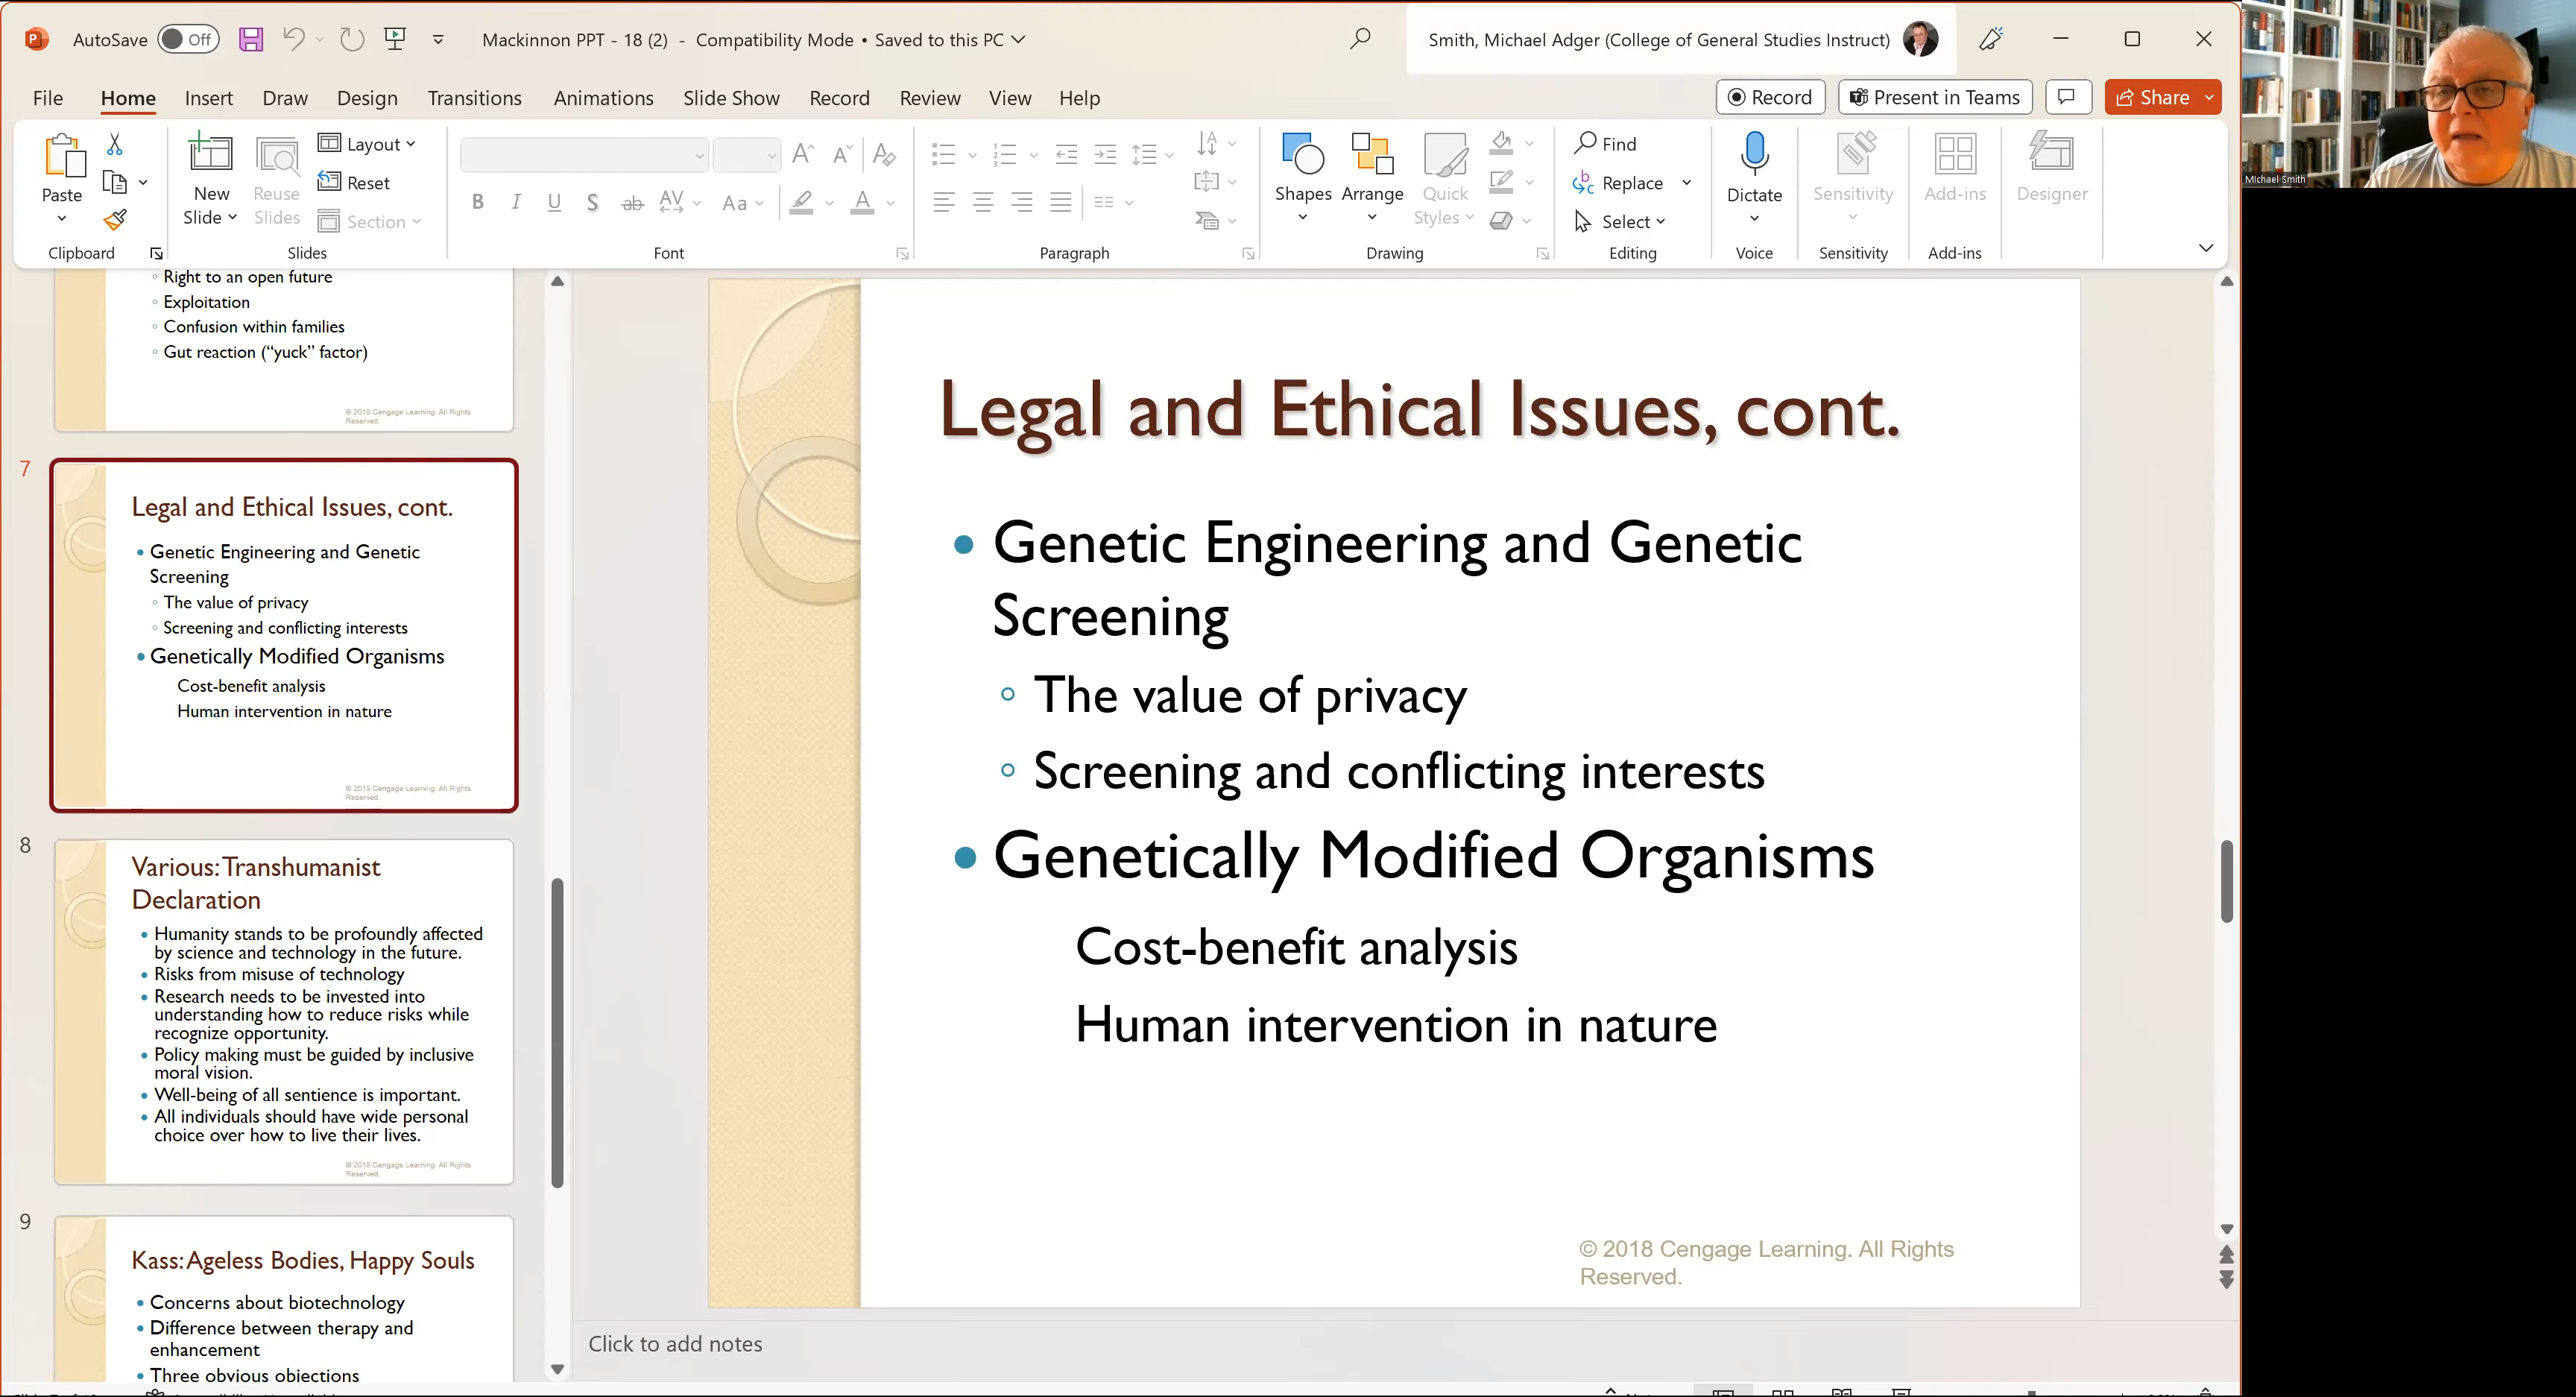 AutoSave Off Mackinnon PPT - 18 (2) - Compatibility Mode • Saved to this PC Smith, Michael Adger (College of General Studies Instruct)
File Home Insert Draw Design Transitions Animations Slide Show Record Review View Help Record Present in Teams Share
Paste
New
Slide
Reuse
Slides
Layout
Reset
Section
B I U S ab AV Aa A
Shapes Arrange Quick
Styles
Find
Replace
Select
Dictate Sensitivity Add-ins Designer
Clipboard Slides Font Paragraph Drawing Editing Voice Sensitivity Add-ins
Michael Smith
Right to an open future
Exploitation
Confusion within families
Gut reaction (“yuck” factor)
© 2018 Cengage Learning. All Rights
Reserved.
7
Legal and Ethical Issues, cont.
Genetic Engineering and Genetic
Screening
The value of privacy
Screening and conflicting interests
Genetically Modified Organisms
Cost-benefit analysis
Human intervention in nature
© 2018 Cengage Learning. All Rights
Reserved.
8
Various: Transhumanist
Declaration
Humanity stands to be profoundly affected
by science and technology in the future.
Risks from misuse of technology
Research needs to be invested into
understanding how to reduce risks while
recognize opportunity.
Policy making must be guided by inclusive
moral vision.
Well-being of all sentience is important.
All individuals should have wide personal
choice over how to live their lives.
© 2018 Cengage Learning. All Rights
Reserved.
9
Kass: Ageless Bodies, Happy Souls
Concerns about biotechnology
Difference between therapy and
enhancement
Three obvious objections
Legal and Ethical Issues, cont.
• Genetic Engineering and Genetic
Screening
◦ The value of privacy
◦ Screening and conflicting interests
• Genetically Modified Organisms
Cost-benefit analysis
Human intervention in nature
© 2018 Cengage Learning. All Rights
Reserved.
Click to add notes